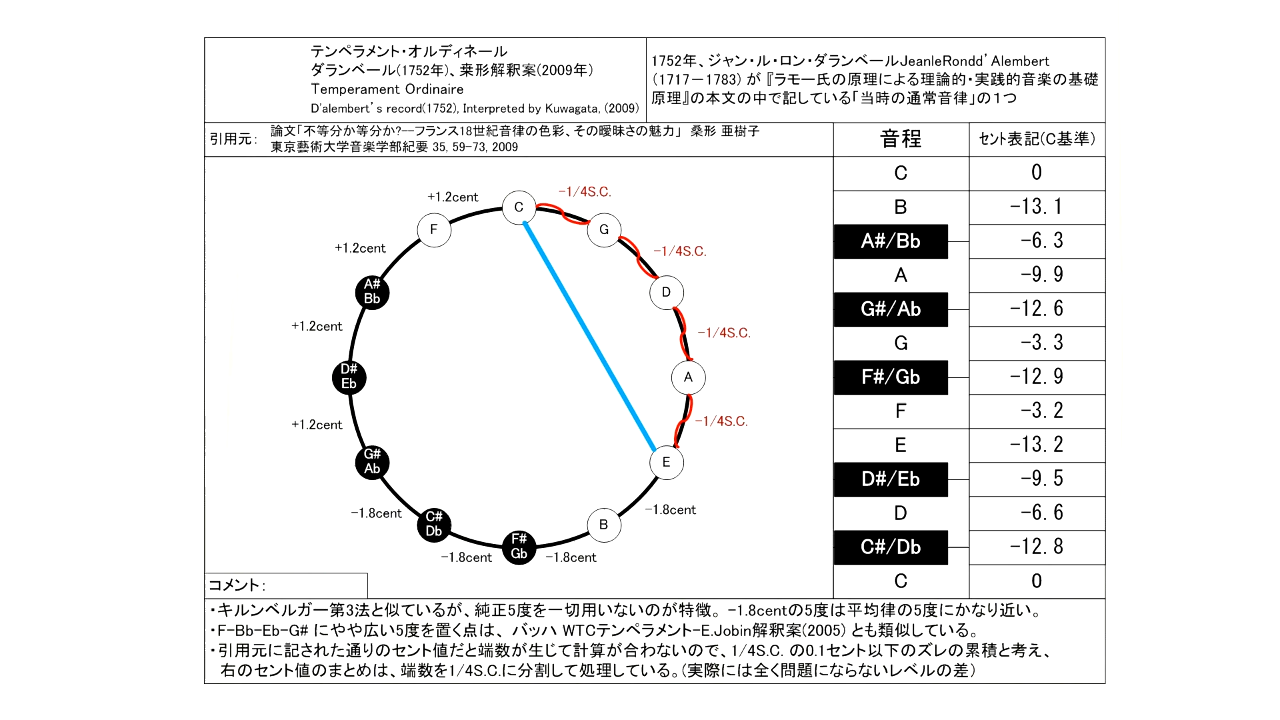 テンペラメント・オルディネール
ダランベール(1752年)、桒形解釈案(2009年)
Temperament Ordinaire
D'alembert's record(1752), Interpreted by Kuwagata, (2009)
1752年、ジャン・ル・ロン・ダランベールJeanleRondd'Alembert
(1717－1783) が『ラモー氏の原理による理論的・実践的音楽の基礎
原理』の本文の中で記している「当時の通常音律」の1つ
引用元:
論文「不等分か等分か?--フランス18世紀音律の色彩、その曖昧さの魅力」 桑形 亜樹子
東京藝術大学音楽学部紀要 35, 59-73, 2009
音程 セント表記(C基準)
C 0
B -13.1
A#/Bb -6.3
A -9.9
G#/Ab -12.6
G -3.3
F#/Gb -12.9
F -3.2
E -13.2
D#/Eb -9.5
D -6.6
C#/Db -12.8
C 0
C
-1/4S.C.
G
-1/4S.C.
D
-1/4S.C.
A
-1/4S.C.
E
-1.8cent
B
-1.8cent
F#
Gb
-1.8cent
C#
Db
-1.8cent
G#
Ab
+1.2cent
D#
Eb
+1.2cent
A#
Bb
+1.2cent
F
+1.2cent
コメント:
・キルンベルガー第3法と似ているが、純正5度を一切用いないのが特徴。 -1.8centの5度は平均律の5度にかなり近い。
・F-Bb-Eb-G# にやや広い5度を置く点は、 バッハ WTCテンペラメント-E.Jobin解釈案(2005) とも類似している。
・引用元に記された通りのセント値だと端数が生じて計算が合わないので、1/4S.C. の0.1セント以下のズレの累積と考え、
右のセント値のまとめは、端数を1/4S.C.に分割して処理している。(実際には全く問題にならないレベルの差)